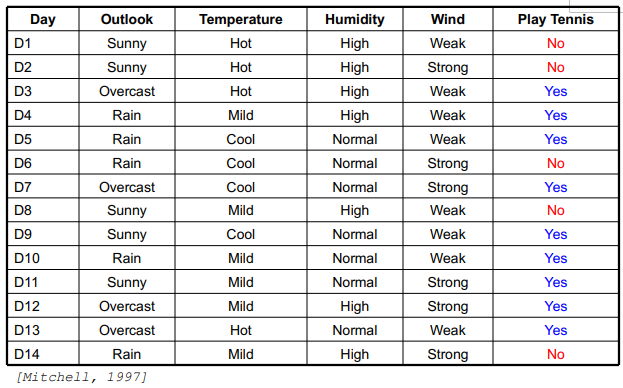 Day Outlook Temperature Humidity Wind Play Tennis
D1 Sunny Hot High Weak No
D2 Sunny Hot High Strong No
D3 Overcast Hot High Weak Yes
D4 Rain Mild High Weak Yes
D5 Rain Cool Normal Weak Yes
D6 Rain Cool Normal Strong No
D7 Overcast Cool Normal Strong Yes
D8 Sunny Mild High Weak No
D9 Sunny Cool Normal Weak Yes
D10 Rain Mild Normal Weak Yes
D11 Sunny Mild Normal Strong Yes
D12 Overcast Mild High Strong Yes
D13 Overcast Hot Normal Weak Yes
D14 Rain Mild High Strong No
[Mitchell, 1997]